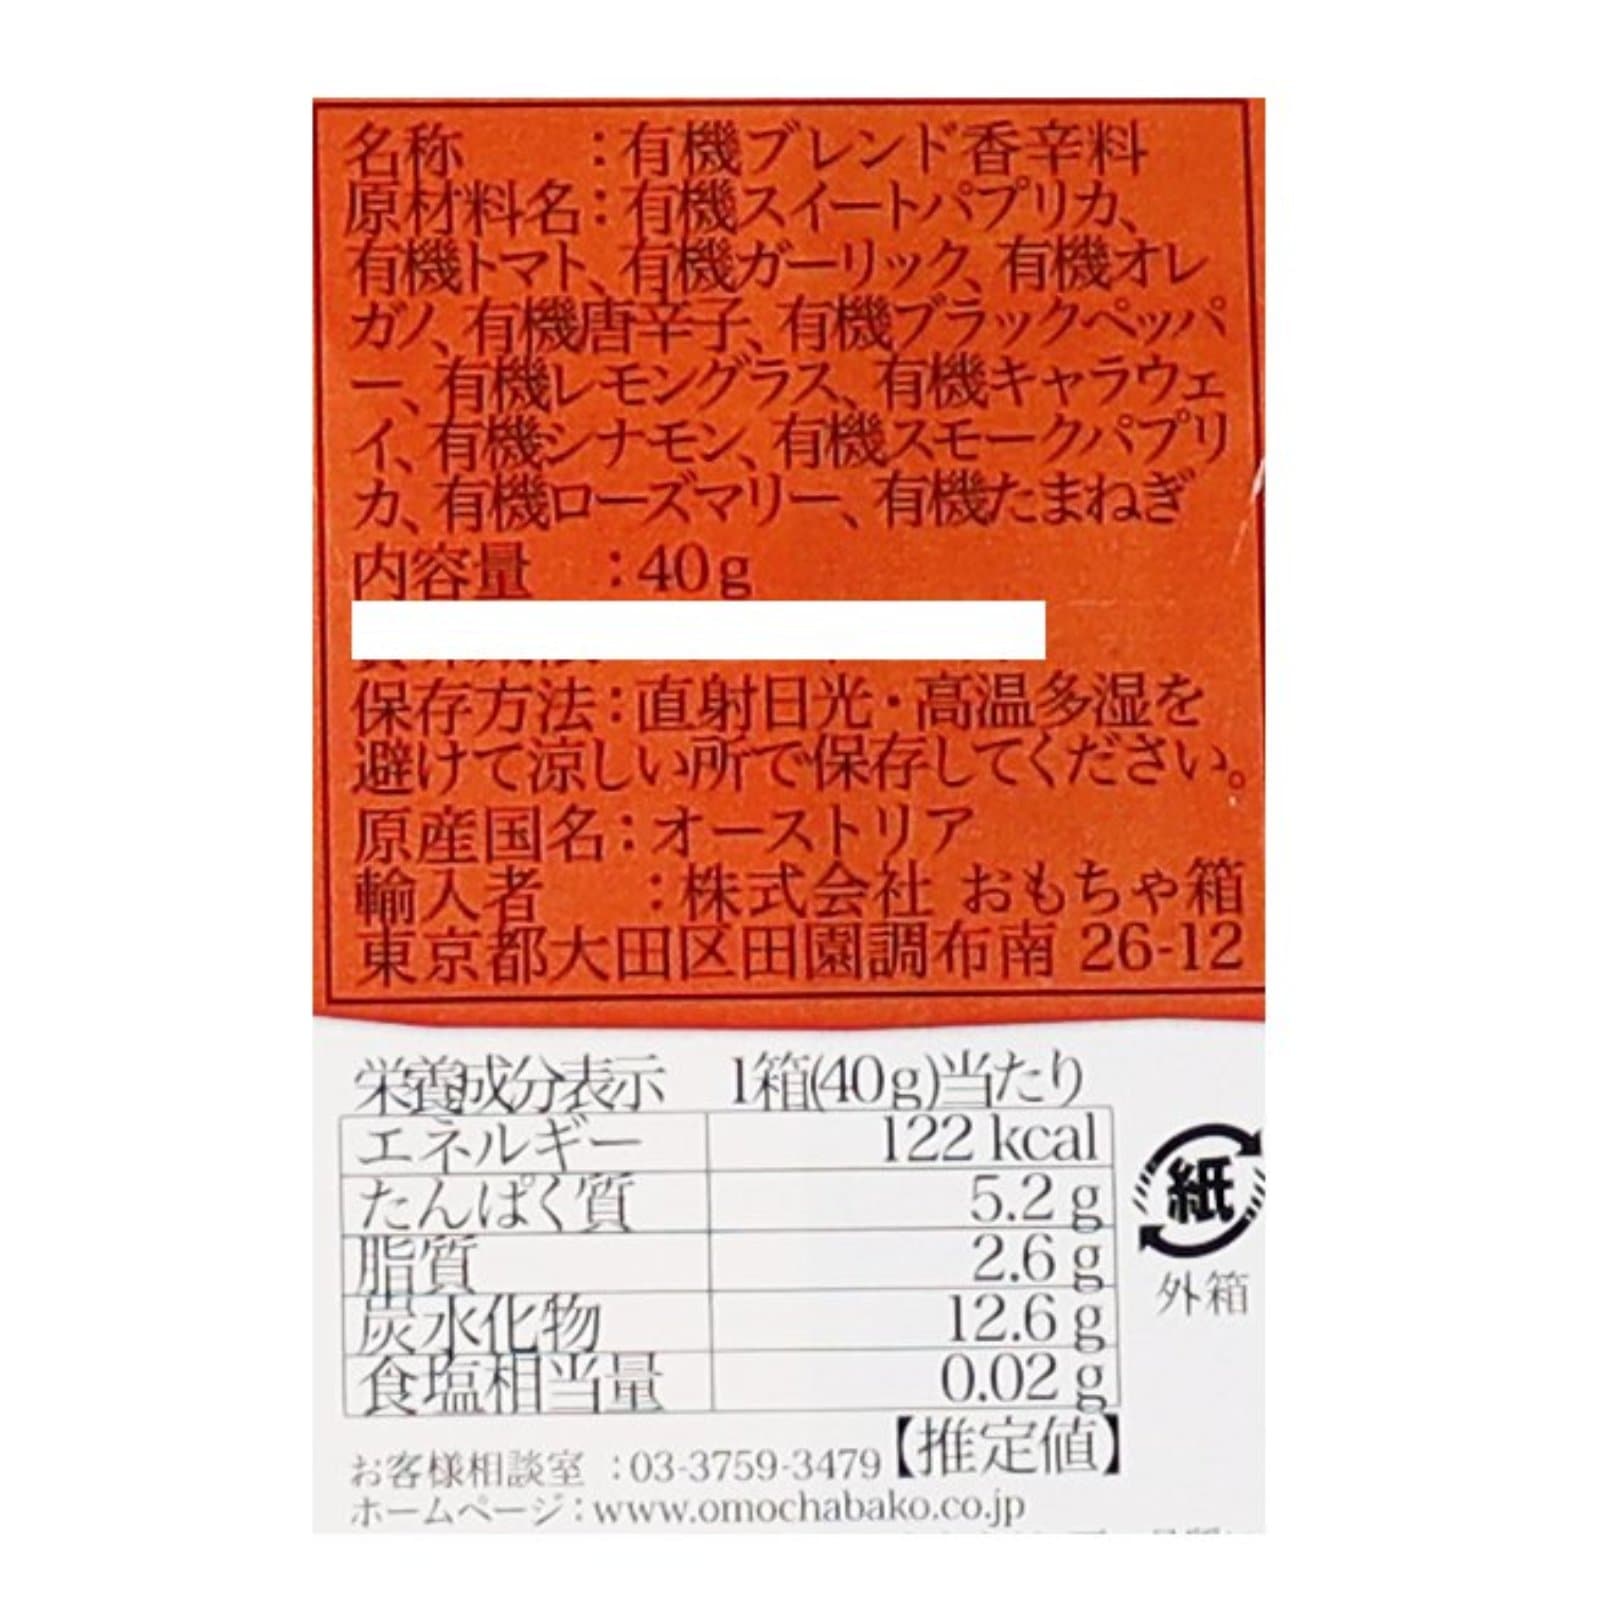 名称　　：有機ブレンド香辛料
原材料名：有機スイートパプリカ、
有機トマト、有機ガーリック、有機オレ
ガノ、有機唐辛子、有機ブラックペッパ
ー、有機レモングラス、有機キャラウェ
イ、有機シナモン、有機スモークパプリ
カ、有機ローズマリー、有機たまねぎ
内容量　：40g
保存方法：直射日光・高温多湿を
避けて涼しい所で保存してください。
原産国名：オーストリア
輸入者　：株式会社 おもちゃ箱
東京都大田区田園調布南 26-12
栄養成分表示　1箱(40g)当たり
エネルギー 122 kcal
たんぱく質 5.2 g
脂質 2.6 g
炭水化物 12.6 g
食塩相当量 0.02 g
【推定値】
紙
外箱
お客様相談室 ：03-3759-3479
ホームページ：www.omochabako.co.jp